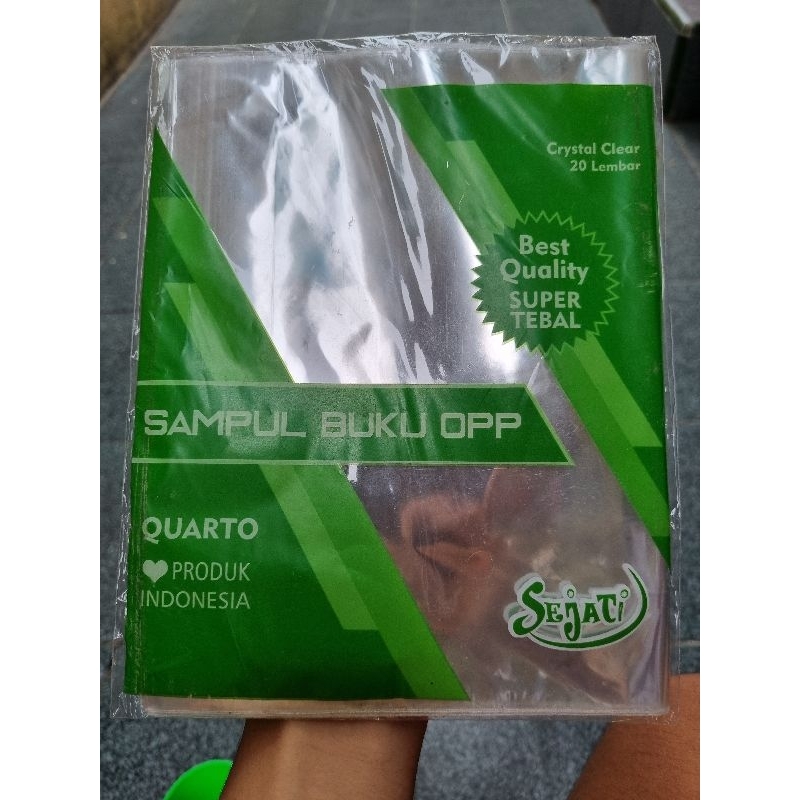 Crystal Clear
20 Lembar
Best
Quality
SUPER
TEBAL
SAMPUL BUKU OPP
QUARTO
PRODUK
INDONESIA
SEJATI